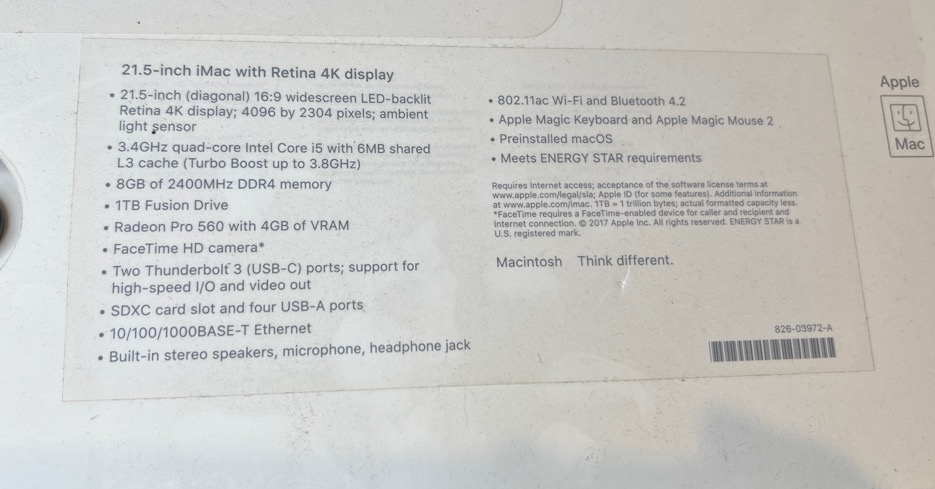 21.5-inch iMac with Retina 4K display
• 21.5-inch (diagonal) 16:9 widescreen LED-backlit
Retina 4K display; 4096 by 2304 pixels; ambient
light sensor
• 3.4GHz quad-core Intel Core i5 with 6MB shared
L3 cache (Turbo Boost up to 3.8GHz)
• 8GB of 2400MHz DDR4 memory
• 1TB Fusion Drive
• Radeon Pro 560 with 4GB of VRAM
• FaceTime HD camera*
• Two Thunderbolt 3 (USB-C) ports; support for
high-speed I/O and video out
• SDXC card slot and four USB-A ports
• 10/100/1000BASE-T Ethernet
• Built-in stereo speakers, microphone, headphone jack
• 802.11ac Wi-Fi and Bluetooth 4.2
• Apple Magic Keyboard and Apple Magic Mouse 2
• Preinstalled macOS
• Meets ENERGY STAR requirements
Requires Internet access; acceptance of the software license terms at
www.apple.com/legal/sla; Apple ID (for some features). Additional information
at www.apple.com/imac. 1TB = 1 trillion bytes; actual formatted capacity less.
*FaceTime requires a FaceTime-enabled device for caller and recipient and
Internet connection. © 2017 Apple Inc. All rights reserved. ENERGY STAR is a
U.S. registered mark.
Macintosh Think different.
826-03972-A
Apple
Mac